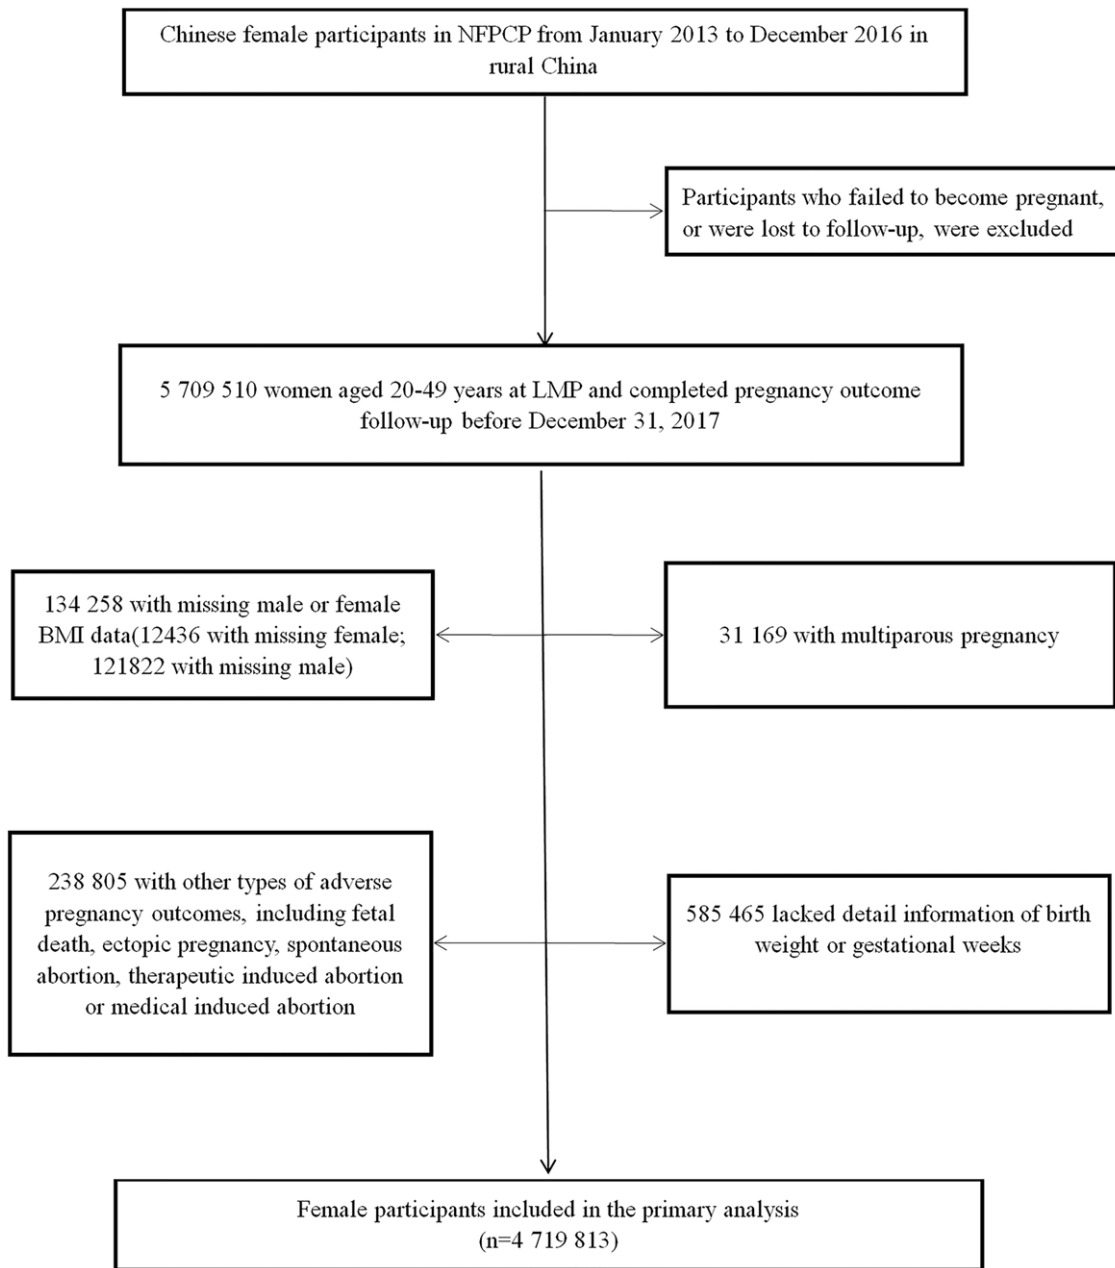 Chinese female participants in NFPCP from January 2013 to December 2016 in
rural China
Participants who failed to become pregnant,
or were lost to follow-up, were excluded
5 709 510 women aged 20-49 years at LMP and completed pregnancy outcome
follow-up before December 31, 2017
134 258 with missing male or female
BMI data(12436 with missing female;
121822 with missing male)
31 169 with multiparous pregnancy
238 805 with other types of adverse
pregnancy outcomes, including fetal
death, ectopic pregnancy, spontaneous
abortion, therapeutic induced abortion
or medical induced abortion
585 465 lacked detail information of birth
weight or gestational weeks
Female participants included in the primary analysis
(n=4 719 813)